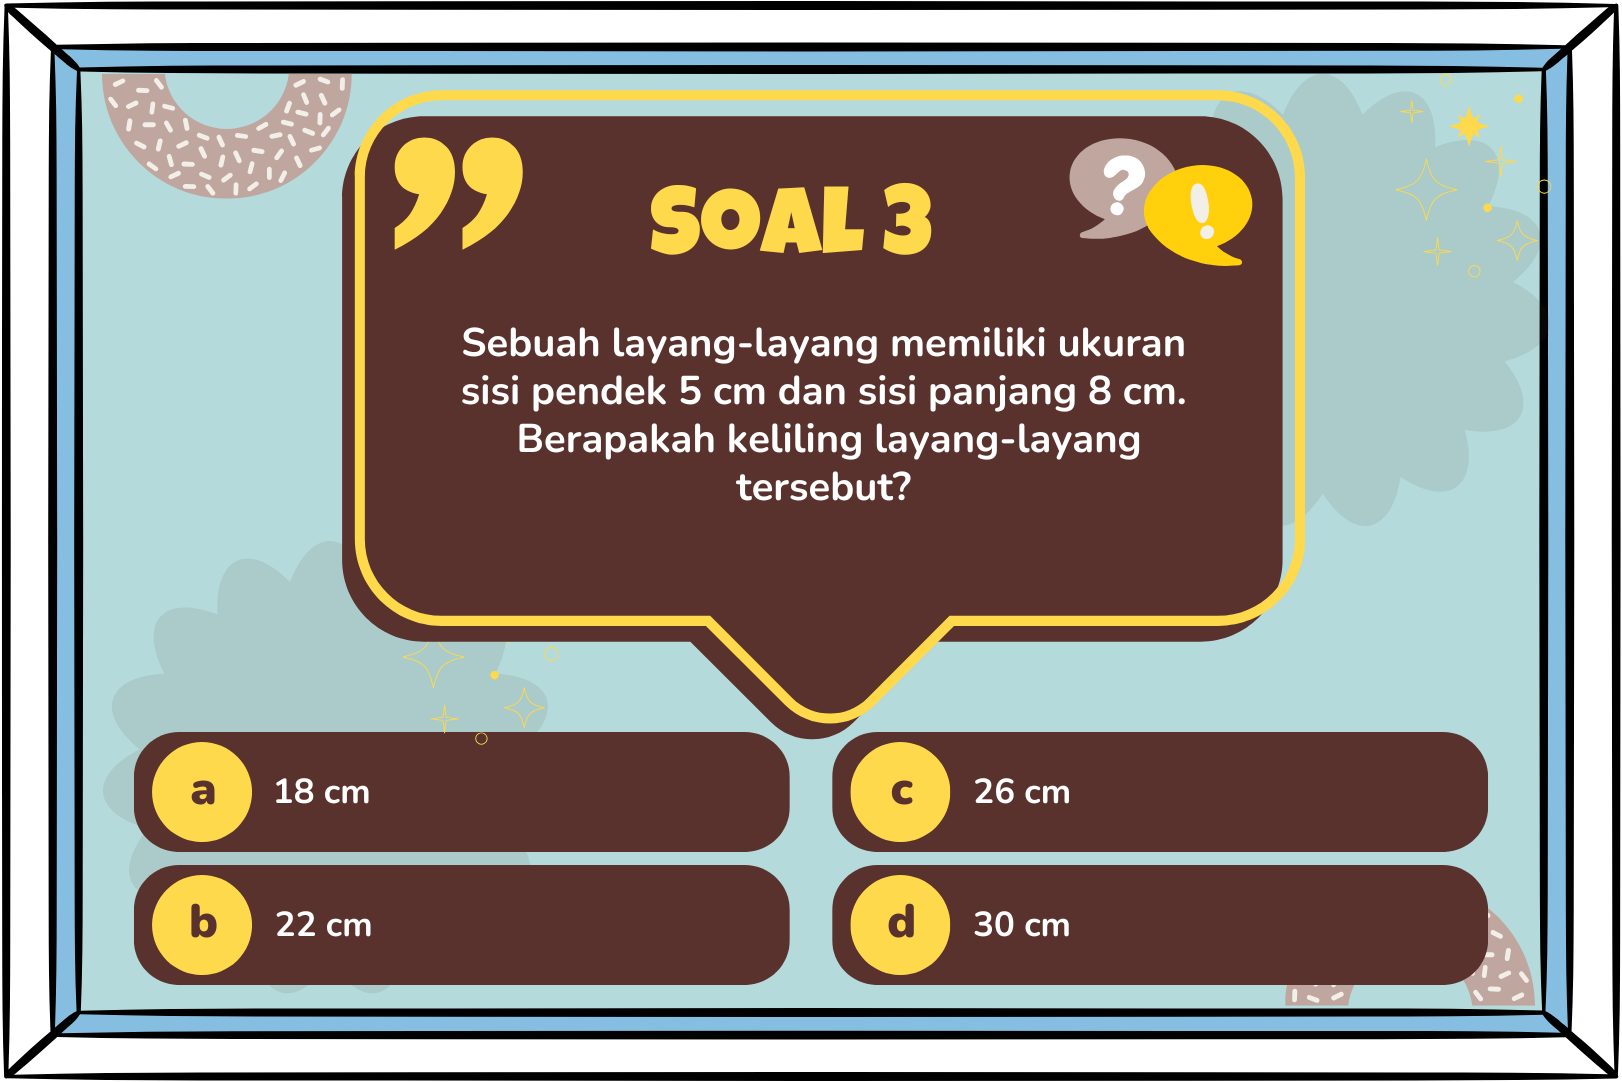 SOAL 3
Sebuah layang-layang memiliki ukuran
sisi pendek 5 cm dan sisi panjang 8 cm.
Berapakah keliling layang-layang
tersebut?
a 18 cm
b 22 cm
c 26 cm
d 30 cm